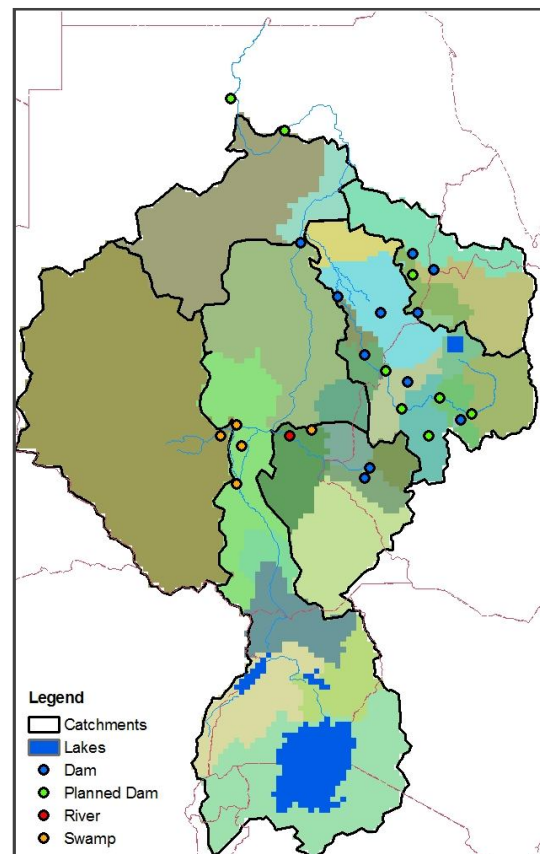 Legend
Catchments
Lakes
Dam
Planned Dam
River
Swamp